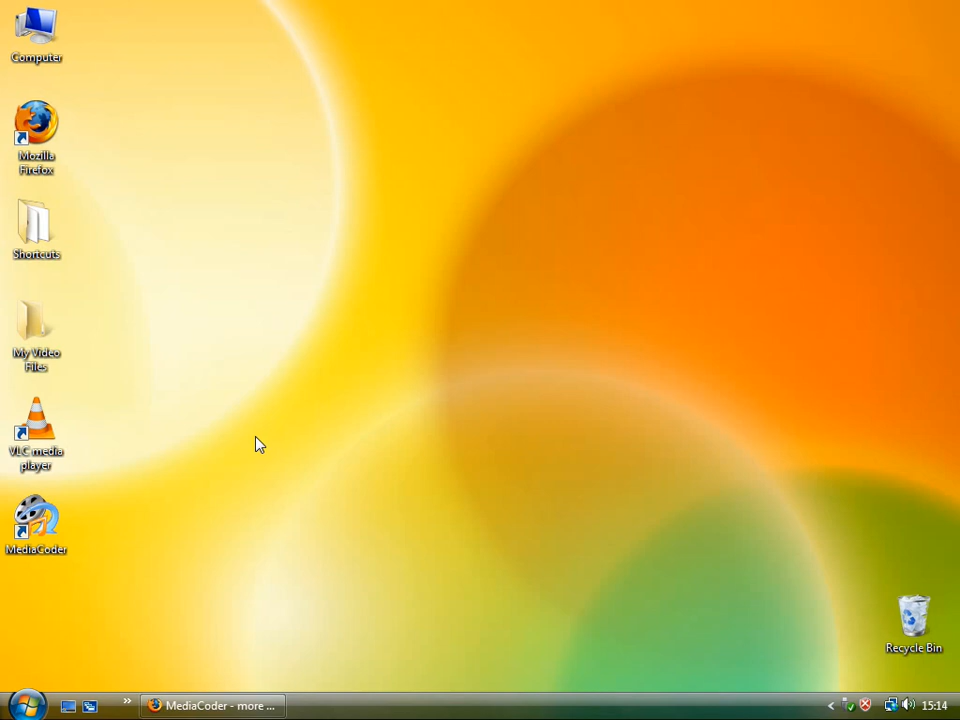 Computer
Mozilla
Firefox
Shortcuts
My Video
Files
VLC media
player
MediaCoder
Recycle Bin
MediaCoder - more ...
15:14